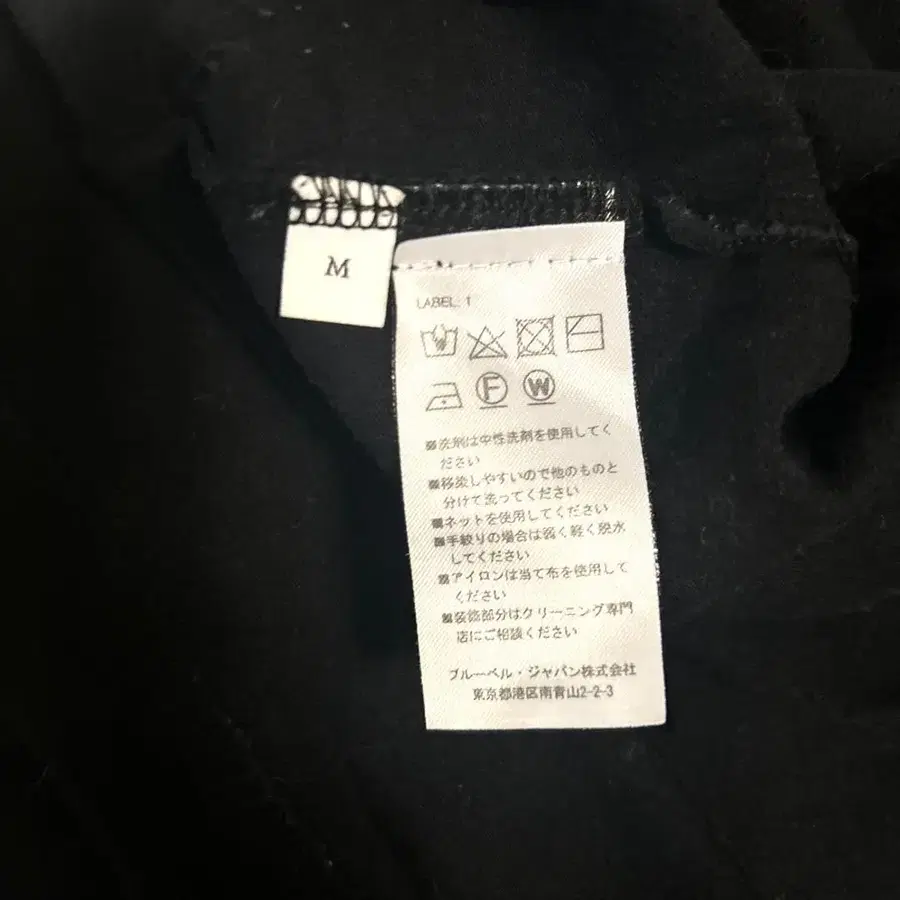 M
LABEL. 1
F W
■洗剤は中性洗剤を使用してく
ださい
■移染しやすいので他のものと
分けて洗ってください
■ネットを使用してください
■手絞りの場合は弱く軽く脱水
してください
■アイロンは当て布を使用して
ください
■装飾部分はクリーニング専門
店にご相談ください
ブルーベル・ジャパン株式会社
東京都港区南青山2-2-3